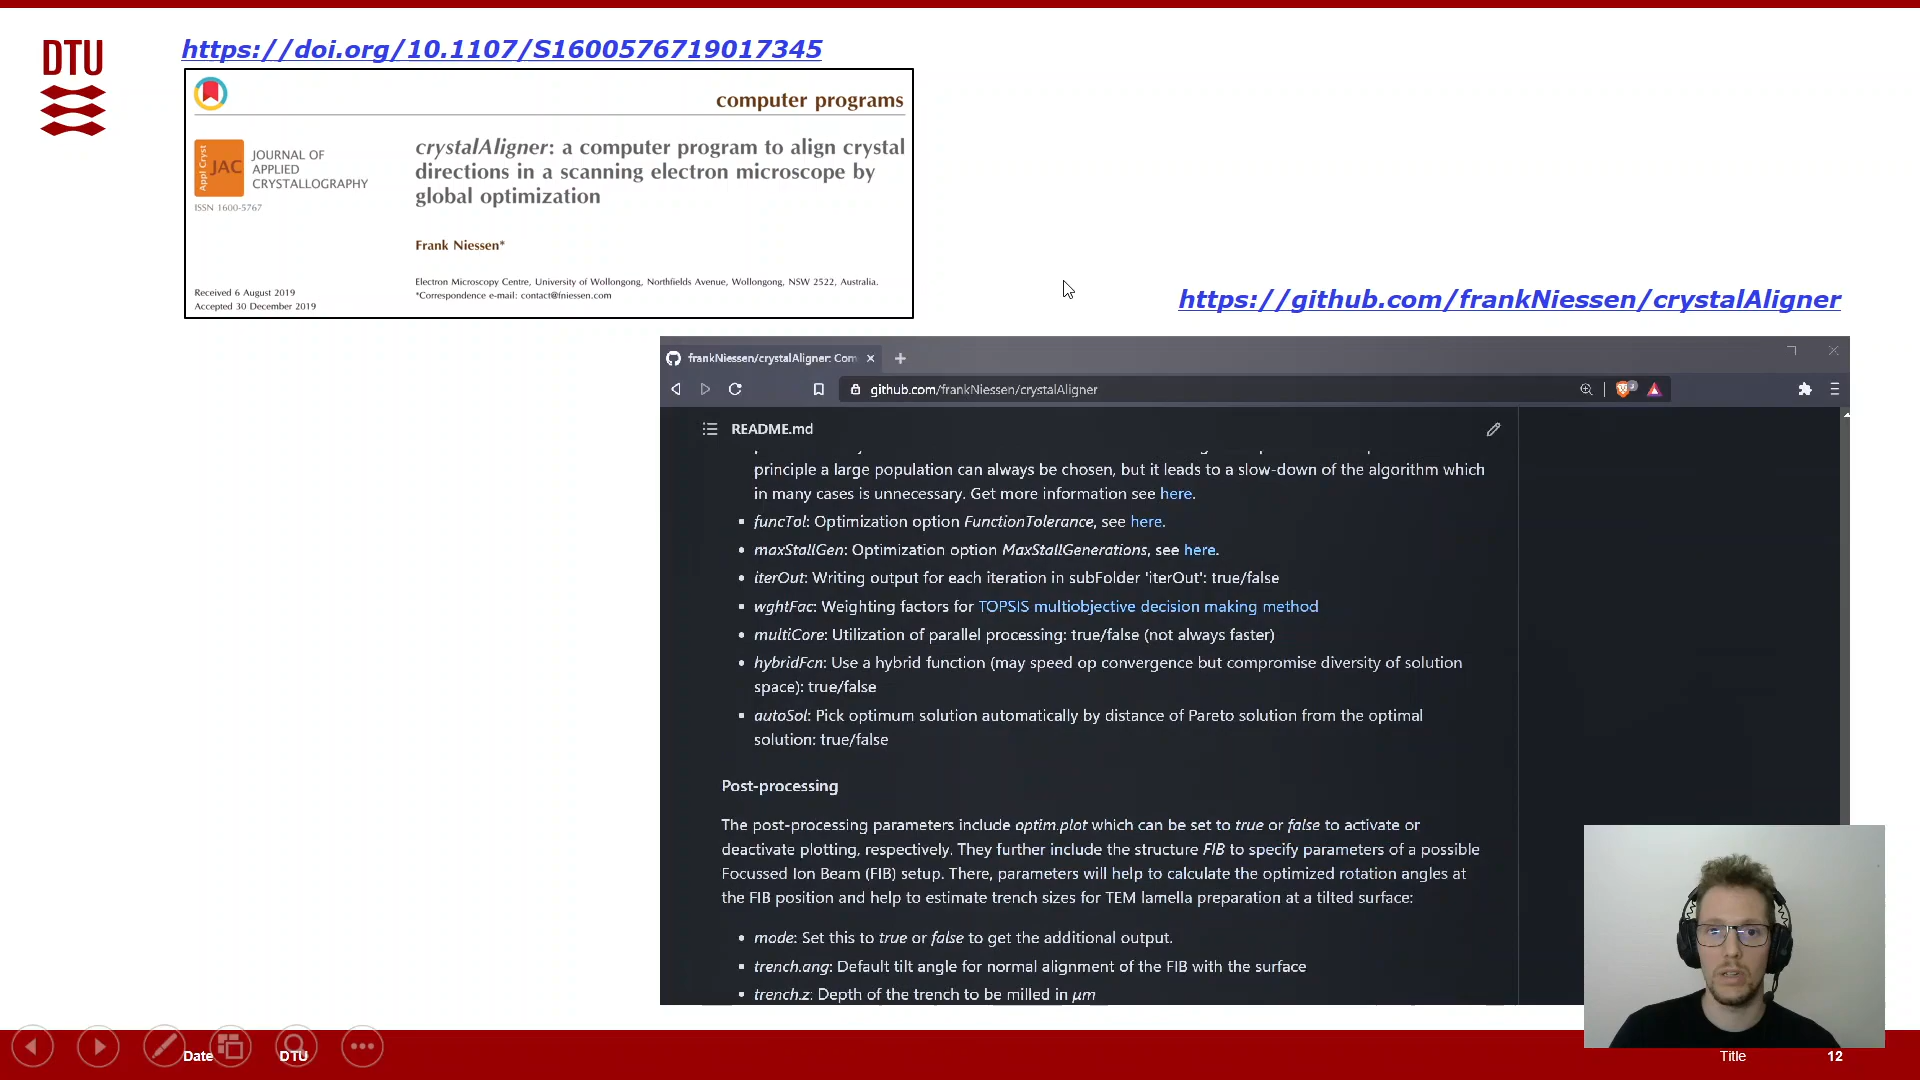 DTU
https://doi.org/10.1107/S1600576719017345
computer programs
Appl Cryst
JAC
JOURNAL OF
APPLIED
CRYSTALLOGRAPHY
ISSN 1600-5767
crystalAligner: a computer program to align crystal
directions in a scanning electron microscope by
global optimization
Frank Niessen*
Received 6 August 2019
Accepted 30 December 2019
Electron Microscopy Centre, University of Wollongong, Northfields Avenue, Wollongong, NSW 2522, Australia.
*Correspondence e-mail: contact@fniessen.com
https://github.com/frankNiessen/crystalAligner
frankNiessen/crystalAligner: Com
github.com/frankNiessen/crystalAligner
README.md
principle a large population can always be chosen, but it leads to a slow-down of the algorithm which
in many cases is unnecessary. Get more information see here.
funcTol: Optimization option FunctionTolerance, see here.
maxStallGen: Optimization option MaxStallGenerations, see here.
iterOut: Writing output for each iteration in subFolder 'iterOut': true/false
wghtFac: Weighting factors for TOPSIS multiobjective decision making method
multiCore: Utilization of parallel processing: true/false (not always faster)
hybridFcn: Use a hybrid function (may speed op convergence but compromise diversity of solution
space): true/false
autoSol: Pick optimum solution automatically by distance of Pareto solution from the optimal
solution: true/false
Post-processing
The post-processing parameters include optim.plot which can be set to true or false to activate or
deactivate plotting, respectively. They further include the structure FIB to specify parameters of a possible
Focussed Ion Beam (FIB) setup. There, parameters will help to calculate the optimized rotation angles at
the FIB position and help to estimate trench sizes for TEM lamella preparation at a tilted surface:
mode: Set this to true or false to get the additional output.
trench.ang: Default tilt angle for normal alignment of the FIB with the surface
trench.z: Depth of the trench to be milled in μm
Date
DTU
Title
12